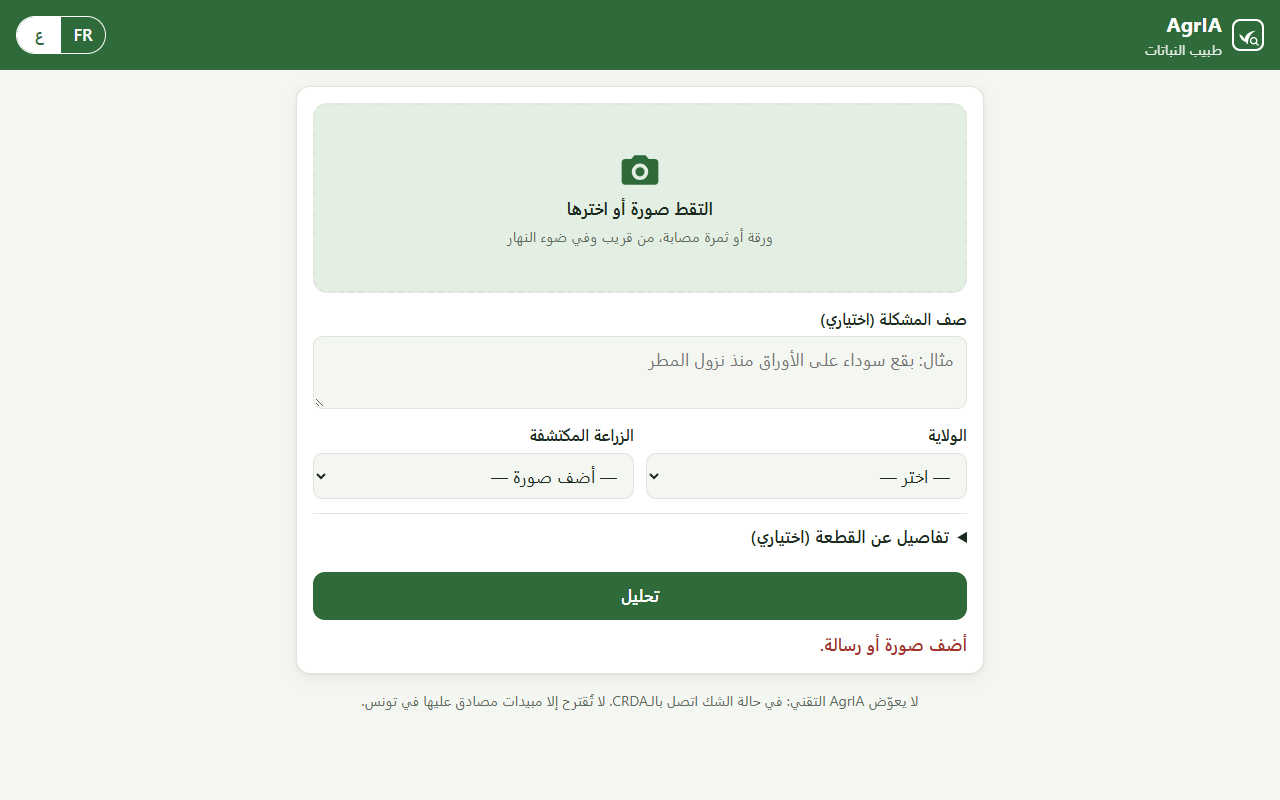 AgrIA
طبيب النباتات
FR
ع
التقط صورة أو اخترها
ورقة أو ثمرة مصابة، من قريب وفي ضوء النهار
صف المشكلة (اختياري)
مثال: بقع سوداء على الأوراق منذ نزول المطر
الولاية
الزراعة المكتشفة
— اختر —
— أضف صورة —
تفاصيل عن القطعة (اختياري)
تحليل
أضف صورة أو رسالة.
لا يعوّض AgrIA التقني: في حالة الشك اتصل بالـCRDA. لا تُقترح إلا مبيدات مصادق عليها في تونس.